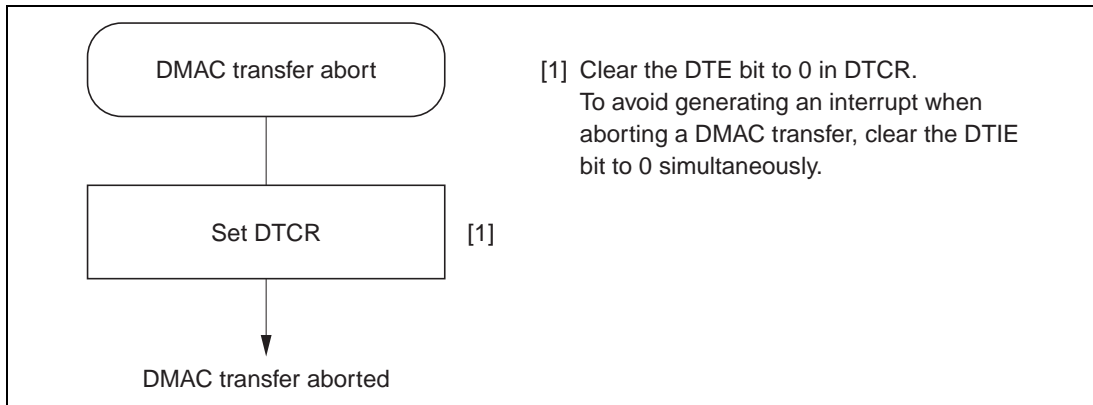 DMAC transfer abort
[1] Clear the DTE bit to 0 in DTCR.
To avoid generating an interrupt when
aborting a DMAC transfer, clear the DTIE
bit to 0 simultaneously.
Set DTCR
[1]
DMAC transfer aborted